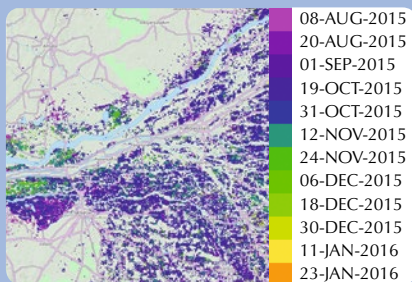 08-AUG-2015
20-AUG-2015
01-SEP-2015
19-OCT-2015
31-OCT-2015
12-NOV-2015
24-NOV-2015
06-DEC-2015
18-DEC-2015
30-DEC-2015
11-JAN-2016
23-JAN-2016